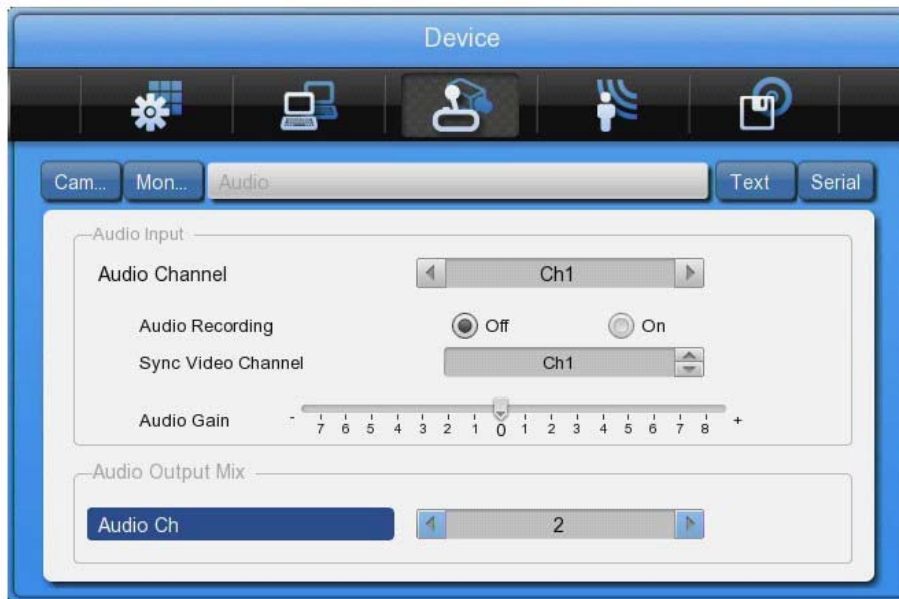 Device
Cam... Mon... Audio Text Serial
Audio Input
Audio Channel Ch1
Audio Recording Off On
Sync Video Channel Ch1
Audio Gain - 7 6 5 4 3 2 1 0 1 2 3 4 5 6 7 8 +
Audio Output Mix
Audio Ch 2